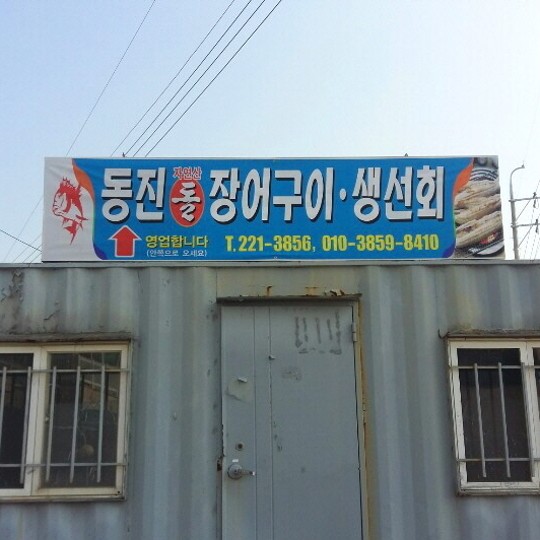 자연산
동진 돌 장어구이·생선회
영업합니다 T. 221-3856, 010-3859-8410
(안쪽으로 오세요)